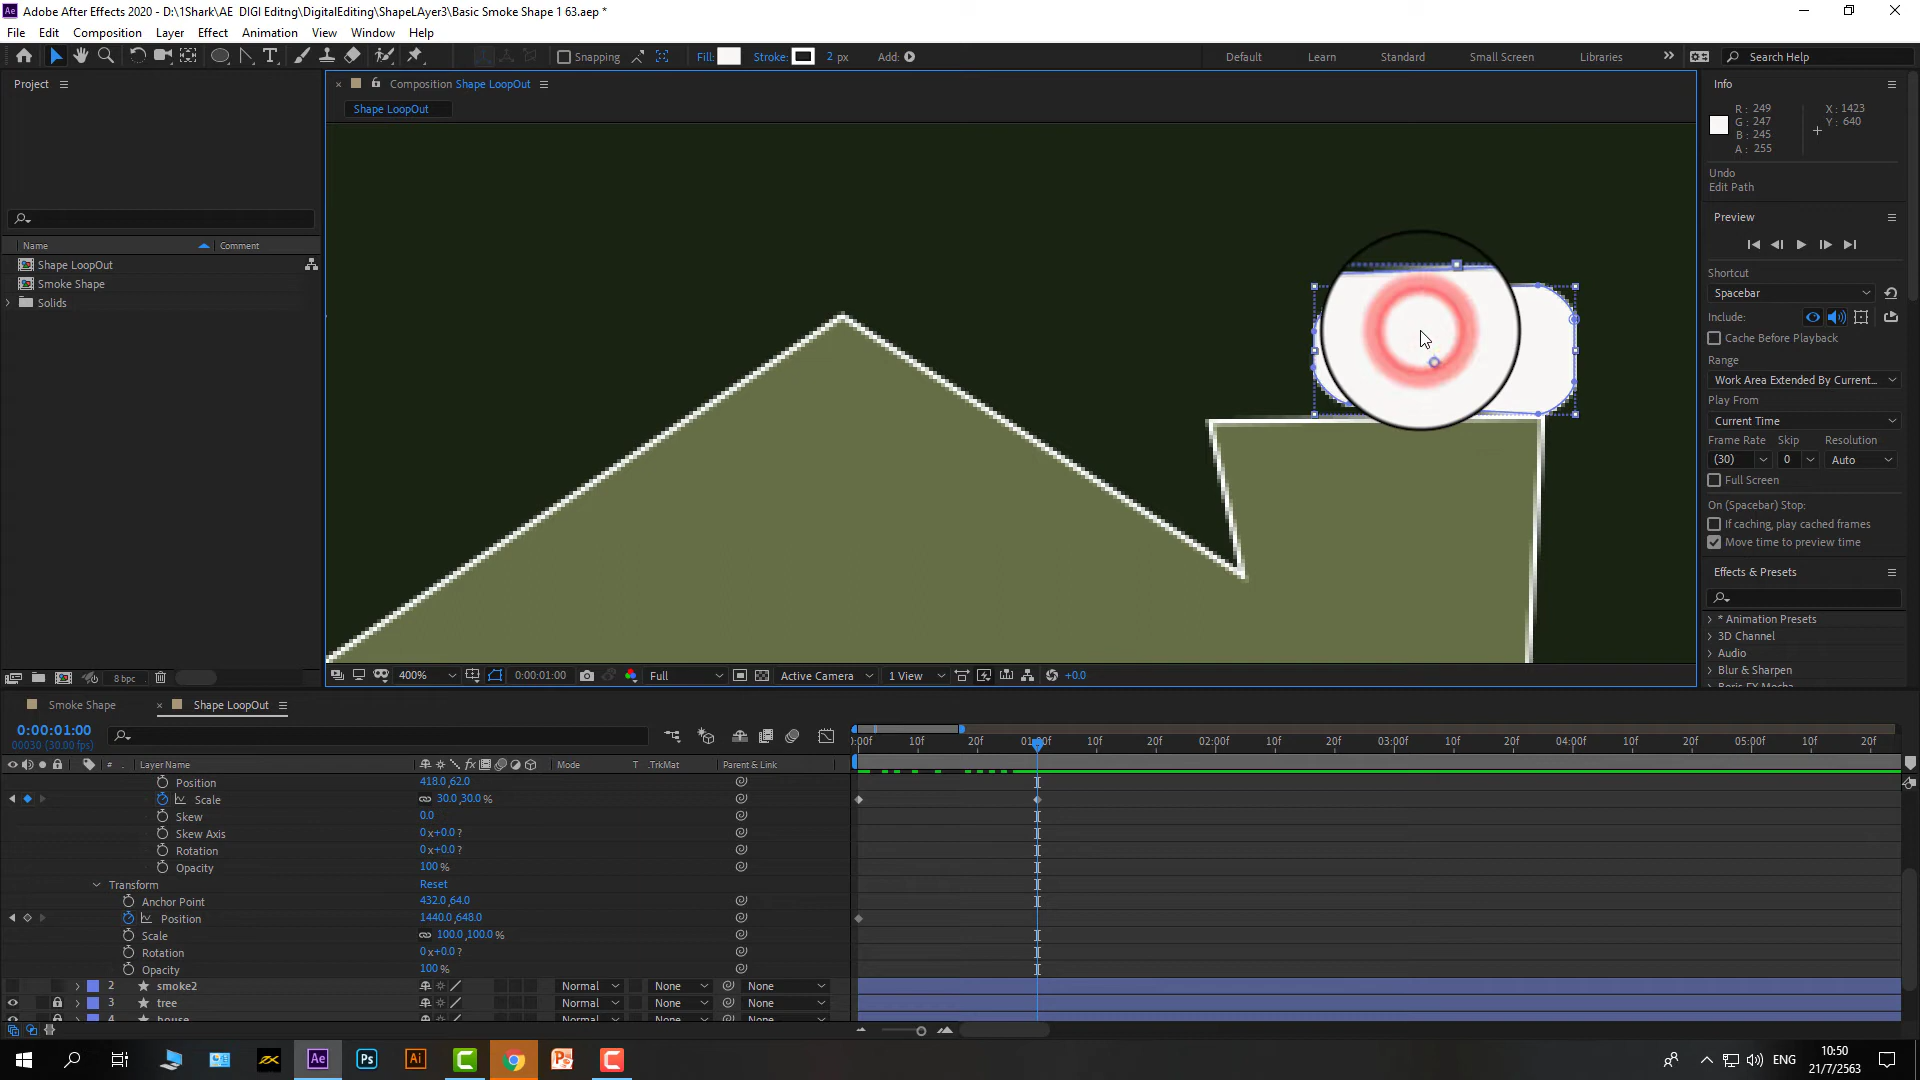 Adobe After Effects 2020 - D:\1Shark\AE DIGI Editng\DigitalEditing\ShapeLAyer3\Basic Smoke Shape 1 63.aep *
File Edit Composition Layer Effect Animation View Window Help
Snapping Fill: Stroke: 2 px Add: Default Learn Standard Small Screen Libraries Search Help
Project
Composition Shape LoopOut
Shape LoopOut
Name Comment
Shape LoopOut
Smoke Shape
Solids
8 bpc
400% 0:00:01:00 Full Active Camera 1 View +0.0
Info
R: 249
G: 247
B: 245
A: 255
X: 1423
Y: 640
Undo
Edit Path
Preview
Shortcut
Spacebar
Include:
Cache Before Playback
Range
Work Area Extended By Current...
Play From
Current Time
Frame Rate Skip Resolution
(30) 0 Auto
Full Screen
On (Spacebar) Stop:
If caching, play cached frames
Move time to preview time
Effects & Presets
* Animation Presets
3D Channel
Audio
Blur & Sharpen
Boris FX Mocha
Smoke Shape Shape LoopOut
0:00:01:00
00030 (30.00 fps)
:00f 10f 20f 01:00f 10f 20f 02:00f 10f 20f 03:00f 10f 20f 04:00f 10f 20f 05:00f 10f 20f
# Layer Name Mode T .TrkMat Parent & Link
Position 418.0,62.0
Scale 30.0,30.0 %
Skew 0.0
Skew Axis 0 x+0.0 ?
Rotation 0 x+0.0 ?
Opacity 100 %
Transform Reset
Anchor Point 432.0,64.0
Position 1440.0,648.0
Scale 100.0,100.0 %
Rotation 0 x+0.0 ?
Opacity 100 %
2 smoke2 Normal None None
3 tree Normal None None
4 house Normal None None
ENG
10:50
21/7/2563